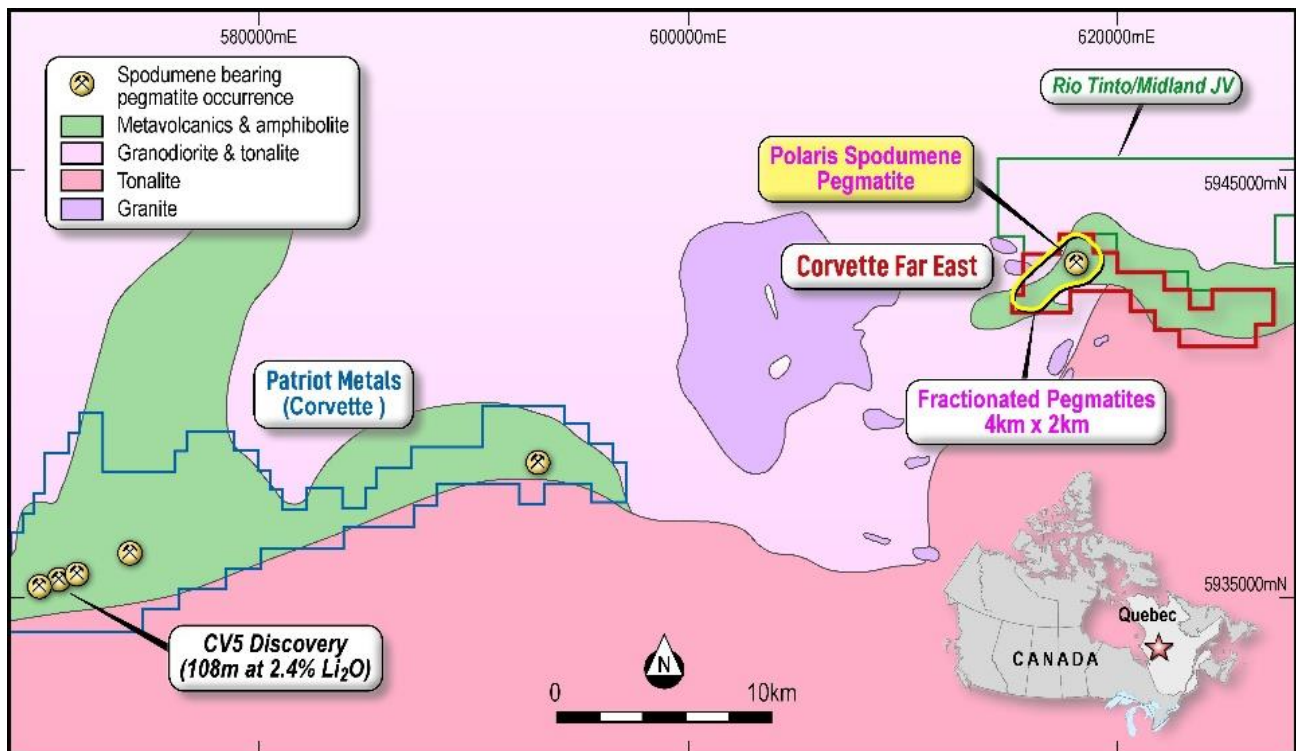 580000mE
600000mE
620000mE
Spodumene bearing
pegmatite occurrence
Metavolcanics & amphibolite
Granodiorite & tonalite
Tonalite
Granite
Rio Tinto/Midland JV
Polaris Spodumene
Pegmatite
5945000mN
Corvette Far East
Patriot Metals
(Corvette )
Fractionated Pegmatites
4km x 2km
CV5 Discovery
(108m at 2.4% Li₂O)
N
0
10km
5935000mN
Quebec
CANADA